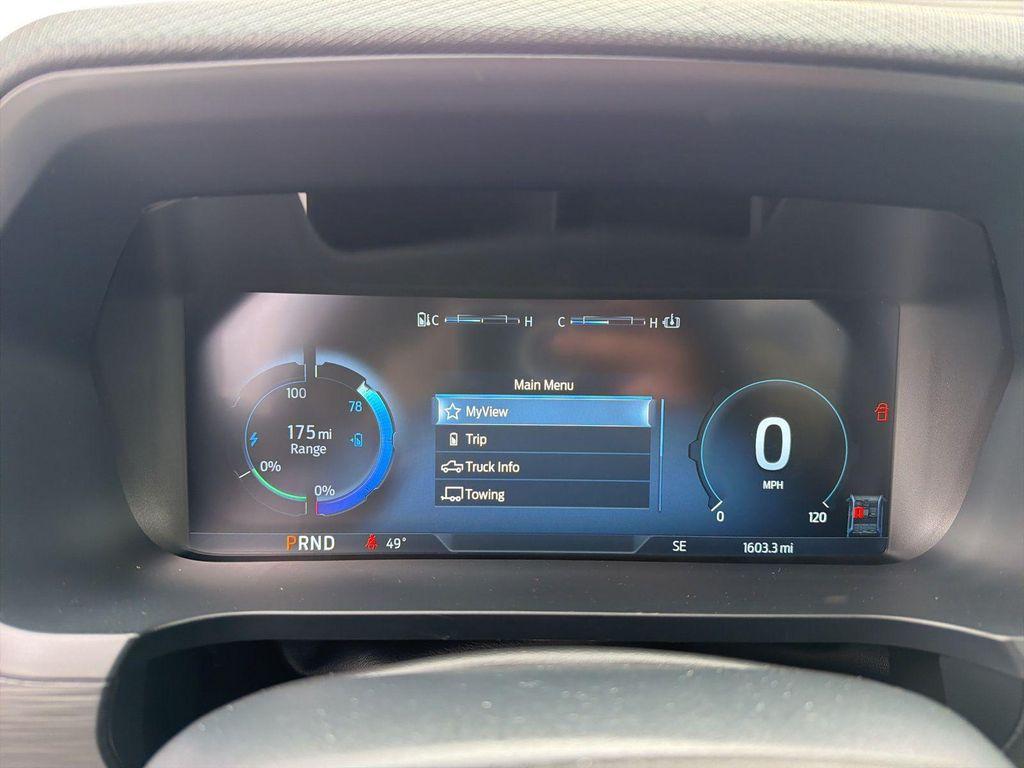 C H C H
100
78
175 mi
Range
0%
0%
Main Menu
MyView
Trip
Truck Info
Towing
0
MPH
0 120
PRND 49° SE 1603.3 mi